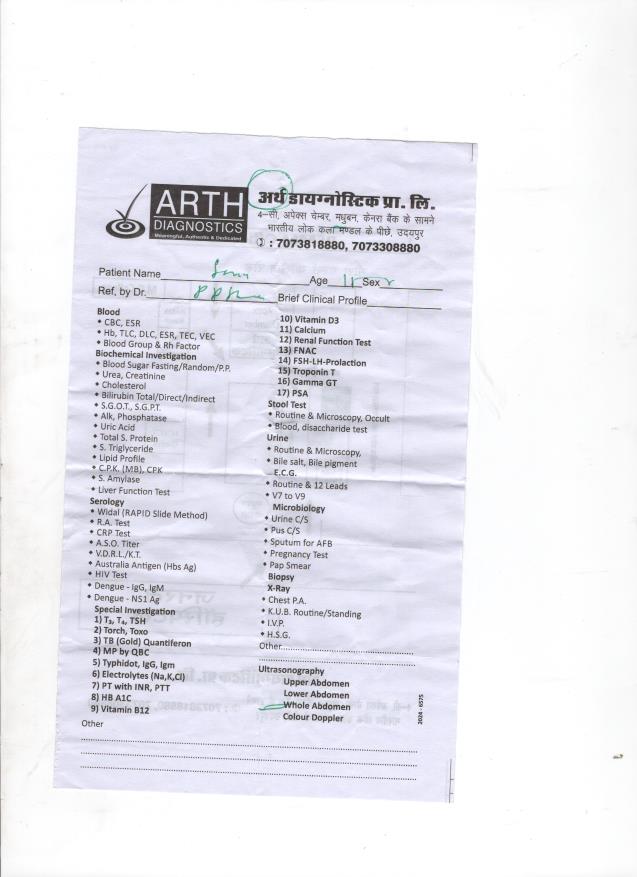 ARTH
DIAGNOSTICS
Meaningful, Authentic & Dedicated
अर्थ डायग्नोस्टिक प्रा. लि.
4-सी, अपेक्स चेम्बर, मधुबन, केनरा बैंक के सामने
भारतीय लोक कला मण्डल के पीछे, उदयपुर
: 7073818880, 7073308880
Patient Name Age Sex
Ref, by Dr. Brief Clinical Profile
Blood
CBC, ESR
Hb, TLC, DLC, ESR, TEC, VEC
Blood Group & Rh Factor
Biochemical Investigation
Blood Sugar Fasting/Random/P.P.
Urea, Creatinine
Cholesterol
Bilirubin Total/Direct/Indirect
S.G.O.T., S.G.P.T.
Alk, Phosphatase
Uric Acid
Total S. Protein
S. Triglyceride
Lipid Profile
C.P.K. (MB), CPK
S. Amylase
Liver Function Test
Serology
Widal (RAPID Slide Method)
R.A. Test
CRP Test
A.S.O. Titer
V.D.R.L./K.T.
Australia Antigen (Hbs Ag)
HIV Test
Dengue - IgG, IgM
Dengue - NS1 Ag
Special Investigation
1) T₃, T₄, TSH
2) Torch, Toxo
3) TB (Gold) Quantiferon
4) MP by QBC
5) Typhidot, IgG, Igm
6) Electrolytes (Na,K,Cl)
7) PT with INR, PTT
8) HB A1C
9) Vitamin B12
Other
10) Vitamin D3
11) Calcium
12) Renal Function Test
13) FNAC
14) FSH-LH-Prolaction
15) Troponin T
16) Gamma GT
17) PSA
Stool Test
Routine & Microscopy, Occult
Blood, disaccharide test
Urine
Routine & Microscopy,
Bile salt, Bile pigment
E.C.G.
Routine & 12 Leads
V7 to V9
Microbiology
Urine C/S
Pus C/S
Sputum for AFB
Pregnancy Test
Pap Smear
Biopsy
X-Ray
Chest P.A.
K.U.B. Routine/Standing
I.V.P.
H.S.G.
Other
Ultrasonography
Upper Abdomen
Lower Abdomen
Whole Abdomen
Colour Doppler
2024 - 6575